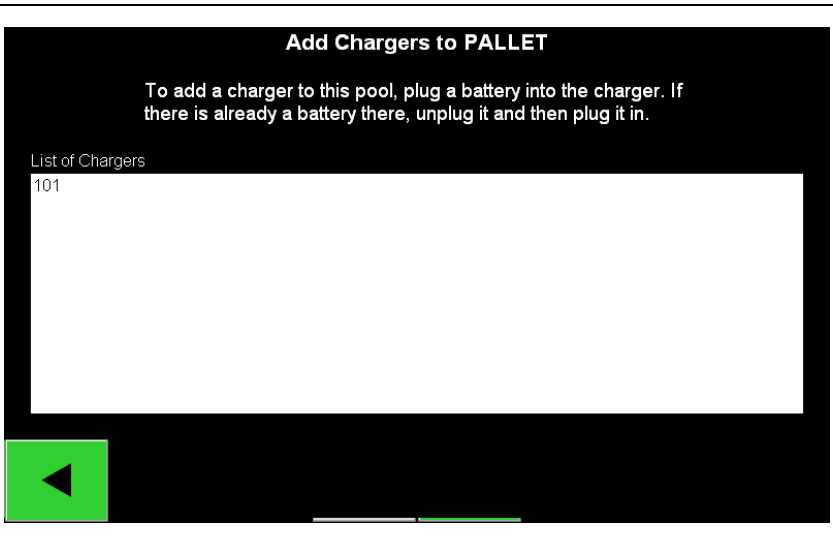 Add Chargers to PALLET
To add a charger to this pool, plug a battery into the charger. If
there is already a battery there, unplug it and then plug it in.
List of Chargers
101